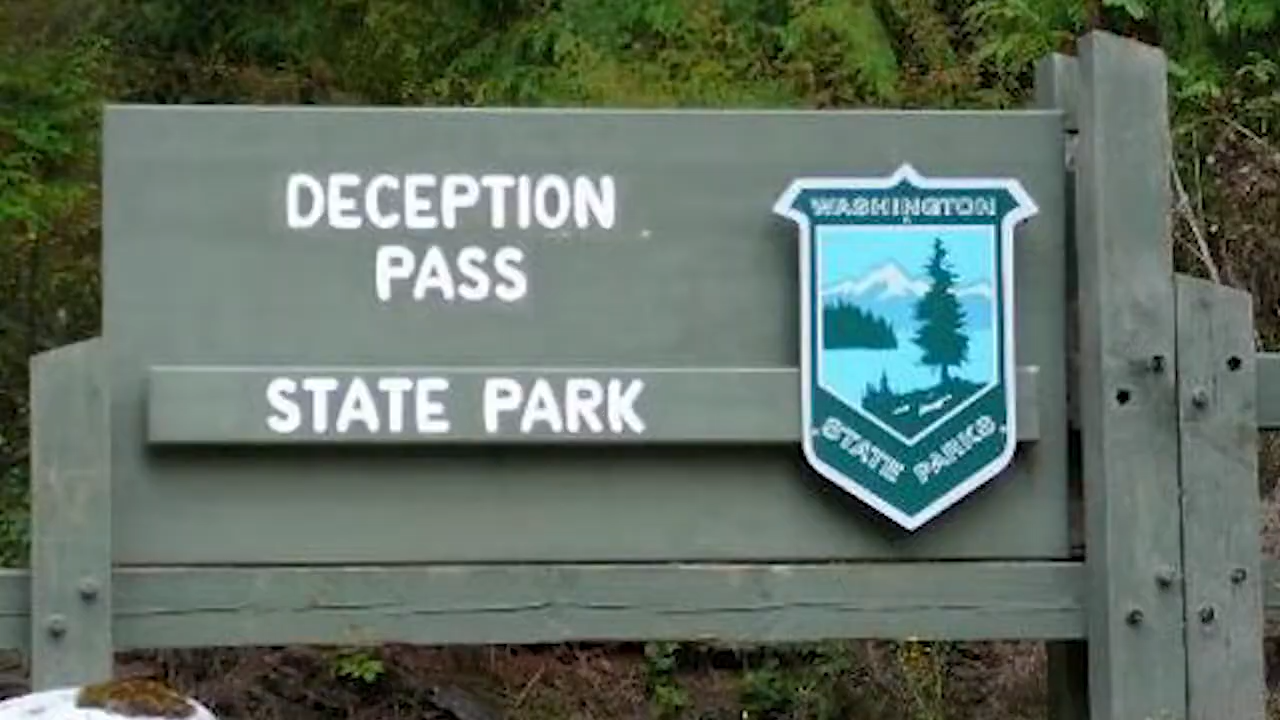 DECEPTION
PASS
STATE PARK
WASHINGTON
STATE PARKS